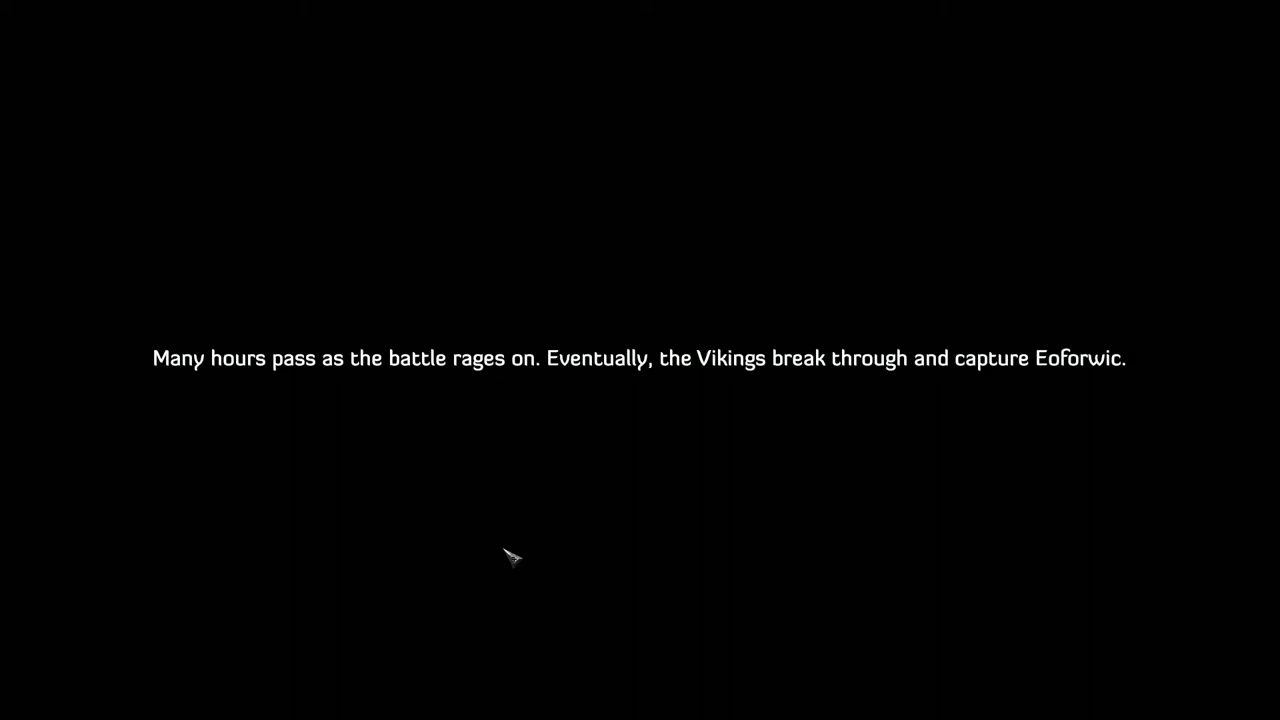 Many hours pass as the battle rages on. Eventually, the Vikings break through and capture Eoforwic.